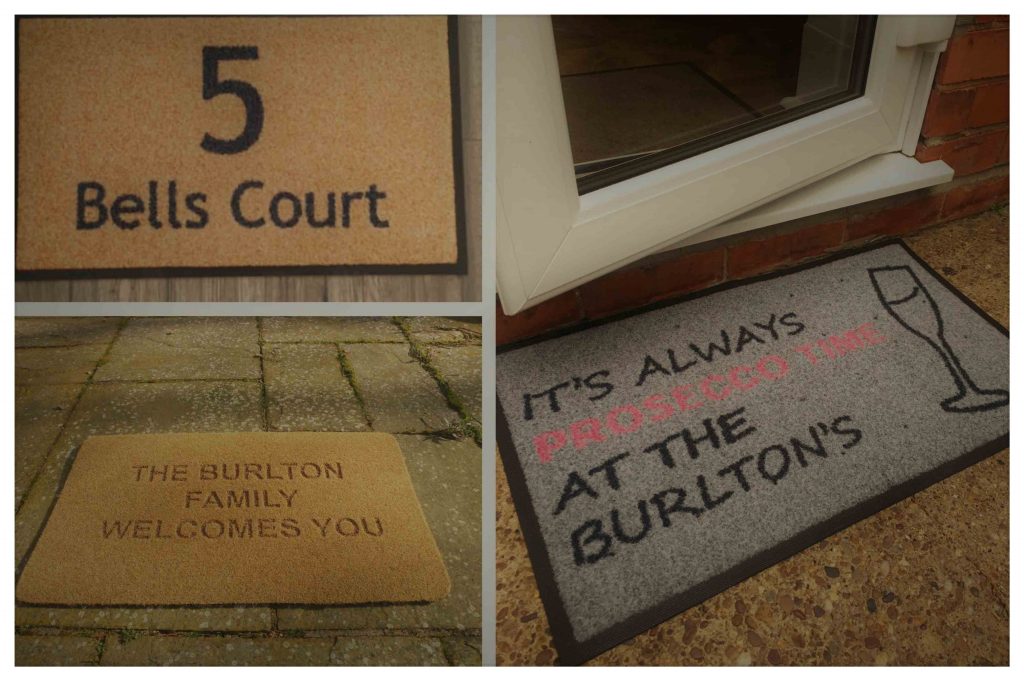 5
Bells Court
THE BURLTON
FAMILY
WELCOMES YOU
IT'S ALWAYS
PROSECCO TIME
AT THE
BURLTON'S